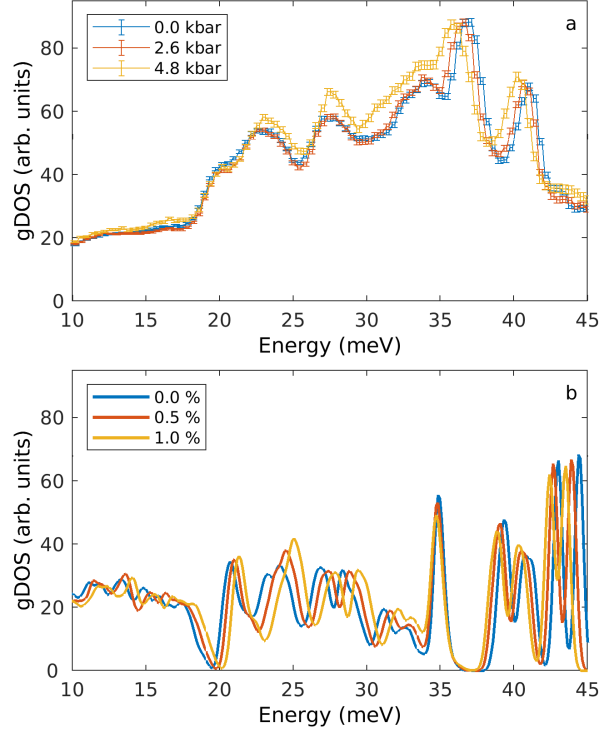 a
0.0 kbar
2.6 kbar
4.8 kbar
gDOS (arb. units)
80
60
40
20
0
10 15 20 25 30 35 40 45
Energy (meV)
b
0.0 %
0.5 %
1.0 %
gDOS (arb. units)
80
60
40
20
0
10 15 20 25 30 35 40 45
Energy (meV)